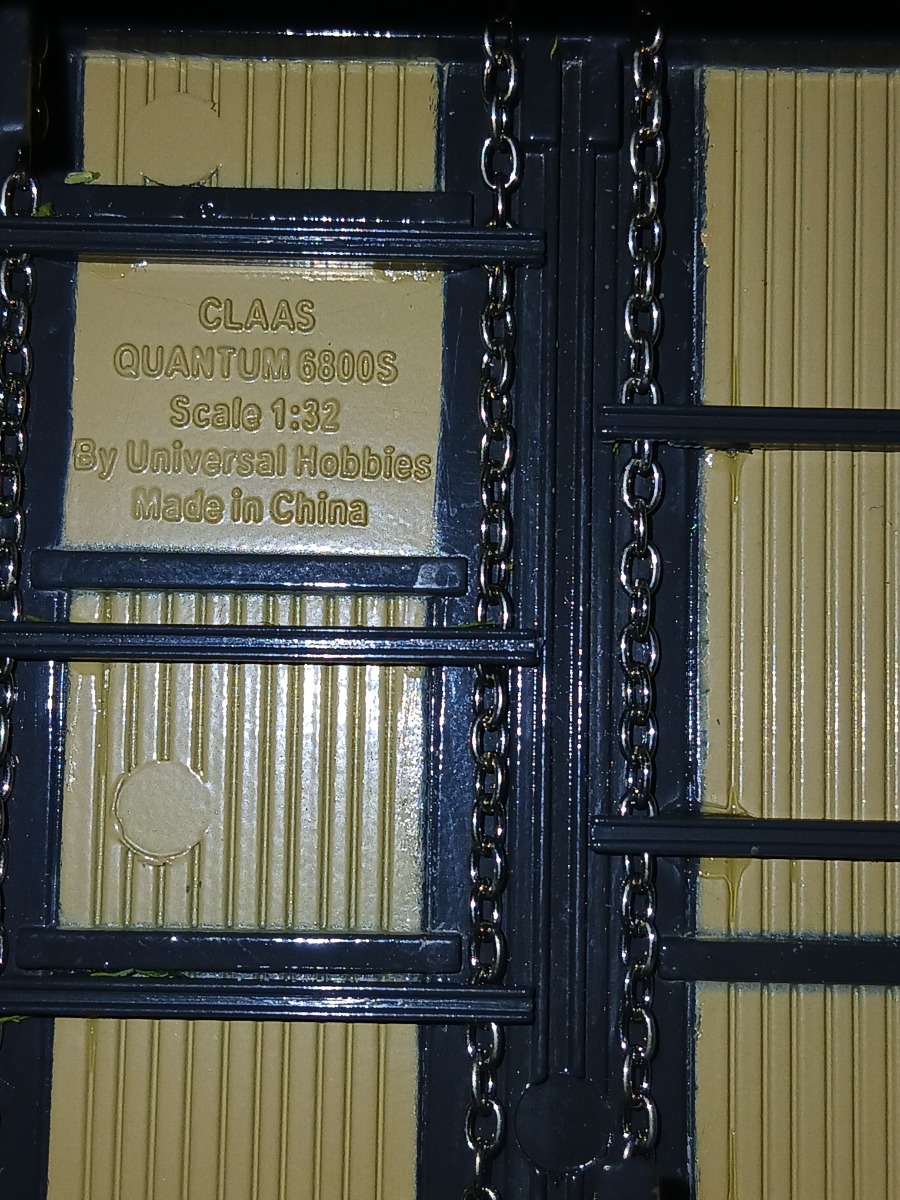 CLAAS
QUANTUM 6800S
Scale 1:32
By Universal Hobbies
Made in China